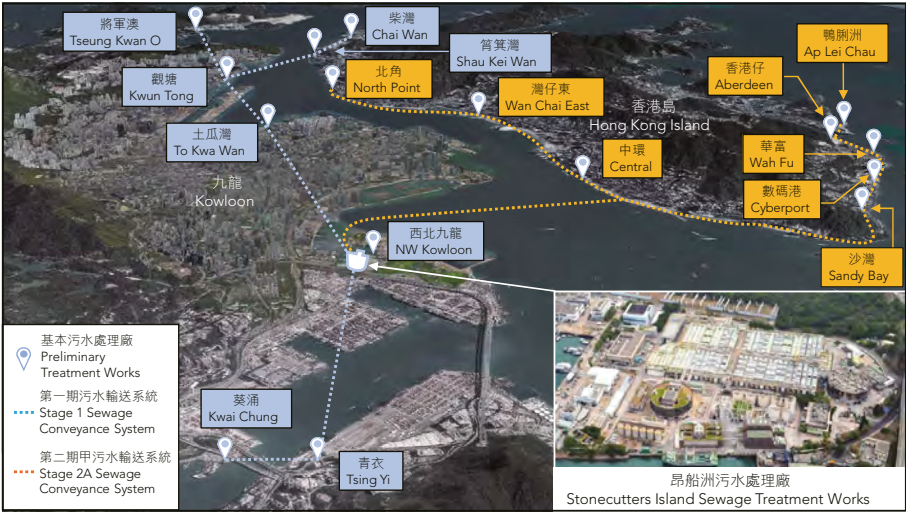 將軍澳
Tseung Kwan O
柴灣
Chai Wan
筲箕灣
Shau Kei Wan
鴨脷洲
Ap Lei Chau
觀塘
Kwun Tong
北角
North Point
香港仔
Aberdeen
灣仔東
Wan Chai East
香港島
Hong Kong Island
土瓜灣
To Kwa Wan
華富
Wah Fu
中環
Central
九龍
Kowloon
數碼港
Cyberport
西北九龍
NW Kowloon
沙灣
Sandy Bay
基本污水處理廠
Preliminary
Treatment Works
第一期污水輸送系統
Stage 1 Sewage
Conveyance System
第二期甲污水輸送系統
Stage 2A Sewage
Conveyance System
葵涌
Kwai Chung
青衣
Tsing Yi
昂船洲污水處理廠
Stonecutters Island Sewage Treatment Works